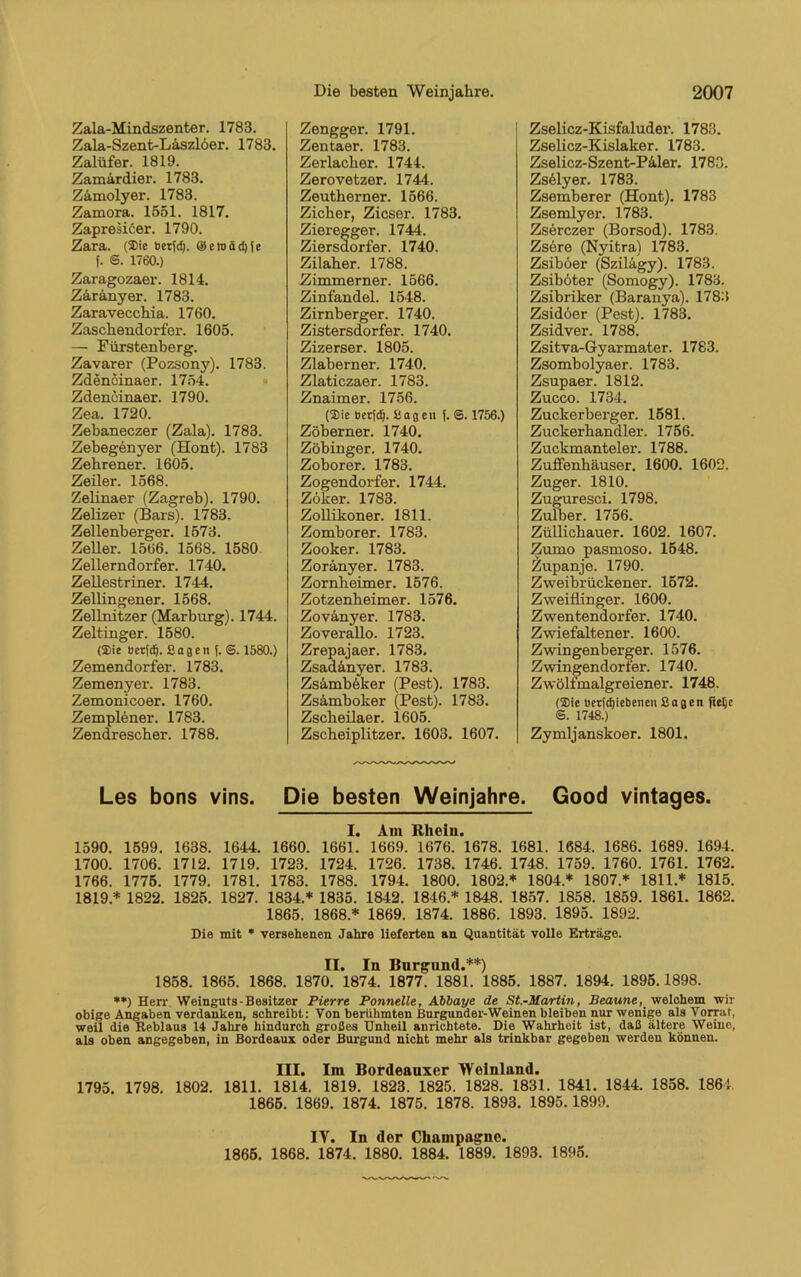 Die besten Weinjahre. 2007
Zala-Mindszenter. 1783.
Zala-Szent-Lászlóer. 1783.
Zalüfer. 1819.
Zamárdier. 1783.
Zámolyer. 1783.
Zamora. 1551. 1817.
Zapresičer. 1790.
Zara. (Die versch. Gewächse
s. S. 1760.)
Zaragozaer. 1814.
Zárányer. 1783.
Zaravecchia. 1760.
Zaschendorfer. 1605.
— Fürstenberg.
Zavarer (Pozsony). 1783.
Zděnčinaer. 1754.
Zdenčinaer. 1790.
Zea. 1720.
Zebaneczer (Zala). 1783.
Zebegényer (Hont). 1783
Zehrener. 1605.
Zeiler. 1568.
Zelinaer (Zagreb). 1790.
Zelizer (Bars). 1783.
Zellenberger. 1573.
Zeller. 1566. 1568. 1580
Zellerndorfer. 1740.
Zellestriner. 1744.
Zellingener. 1568.
Zellnitzer (Marburg). 1744.
Zeltinger. 1580.
(Die versch. Lagen s. S. 1580.)
Zemendorfer. 1783.
Zemenyer. 1783.
Zemonicoer. 1760.
Zempléner. 1783.
Zendrescher. 1788.
Zengger. 1791.
Zentaer. 1783.
Zerlacher. 1744.
Zerovetzer. 1744.
Zeutherner. 1566.
Zicher, Zicser. 1783.
Zieregger. 1744.
Ziersdorfer. 1740.
Zilaher. 1788.
Zimmerner. 1566.
Zinfandel. 1548.
Zirnberger. 1740.
Zistersdorfer. 1740.
Zizerser. 1805.
Zlaberner. 1740.
Zlaticzaer. 1783.
Znaimer. 1756.
(Die versch. Lagen s. S. 1756.)
Zöberner. 1740.
Zöbinger. 1740.
Zoborer. 1783.
Zogendorfer. 1744.
Zóker. 1783.
Zollikoner. 1811.
Zomborer. 1783.
Zooker. 1783.
Zorányer. 1783.
Zornheimer. 1576.
Zotzenheimer. 1576.
Zoványer. 1783.
Zoverallo. 1723.
Zrepajaer. 1783.
Zsadányer. 1783.
Zsámbéker (Pest). 1783.
Zsámboker (Pest). 1783.
Zscheilaer. 1605.
Zscheiplitzer. 1603. 1607.
Zselicz-Kisfaluder. 1783.
Zselicz-Kislaker. 1783.
Zselicz-Szent-Páler. 1783.
Zsélyer. 1783.
Zsemberer (Hont). 1783
Zsemlyer. 1783.
Zsérczer (Borsod). 1783.
Zsére (Nyitra) 1783.
Zsibóer (Szilágy). 1783.
Zsibóter (Somogy). 1783.
Zsibriker (Baranya). 1783
Zsidóer (Pest). 1783.
Zsidver. 1788.
Zsitva-Gyarmater. 1783.
Zsombolyaer. 1783.
Zsupaer. 1812.
Zucco. 1734.
Zuckerberger. 1581.
Zuckerhandler. 1756.
Zuckmanteler. 1788.
Zuffenhäuser. 1600. 1602.
Zuger. 1810.
Zuguresci. 1798.
Zulber. 1756.
Züllichauer. 1602. 1607.
Zumo pasmoso. 1548.
Županje. 1790.
Zweibrückener. 1572.
Zweiflinger. 1600.
Zwentendorfer. 1740.
Zwiefaltener. 1600.
Zwingenberger. 1576.
Zwingendorfer. 1740.
Zwölfmalgreiener. 1748.
(Die verschiedenen Lagen siehe
S. 1748.)
Zymljanskoer. 1801.
Les bons vins. Die besten Weinjahre. Good vintages.
I. Am Rhein.
1590. 1599. 1638. 1644. 1660. 1661. 1669. 1676. 1678. 1681. 1684. 1686. 1689. 1694.
1700. 1706. 1712. 1719. 1723. 1724. 1726. 1738. 1746. 1748. 1759. 1760. 1761. 1762.
1766. 1775. 1779. 1781. 1783. 1788. 1794. 1800. 1802.* 1804.* 1807.* 1811.* 1815.
1819.* 1822. 1825. 1827. 1834.* 1835. 1842. 1846.* 1848. 1857. 1858. 1859. 1861. 1862.
1865. 1868.* 1869. 1874. 1886. 1893. 1895. 1892.
Die mit * versehenen Jahre lieferten an Quantität volle Erträge.
II. In Burgund.**)
1858. 1865. 1868. 1870. 1874. 1877. 1881. 1885. 1887. 1894. 1895. 1898.
**) Herr Weinguts-Besitzer Pierre Ponnelle, Abbaye de St.-Martin, Beaune, welchem wir
obige Angaben verdanken, schreibt: Von berühmten Burgunder-Weinen bleiben nur wenige als Vorrat,
weil die Reblaus 14 Jahre hindurch großes Unheil anrichtete. Die Wahrheit ist, daß ältere Weine,
als oben angegeben, in Bordeaux oder Burgund nicht mehr als trinkbar gegeben werden können.
III. Im Bordeauxer Weinland.
1795. 1798. 1802. 1811. 1814. 1819. 1823. 1825. 1828. 1831. 1841. 1844. 1858. 1864
1865. 1869. 1874. 1875. 1878. 1893. 1895. 1899.
IV. In der Champagne.
1865. 1868. 1874. 1880. 1884. 1889. 1893. 1895.